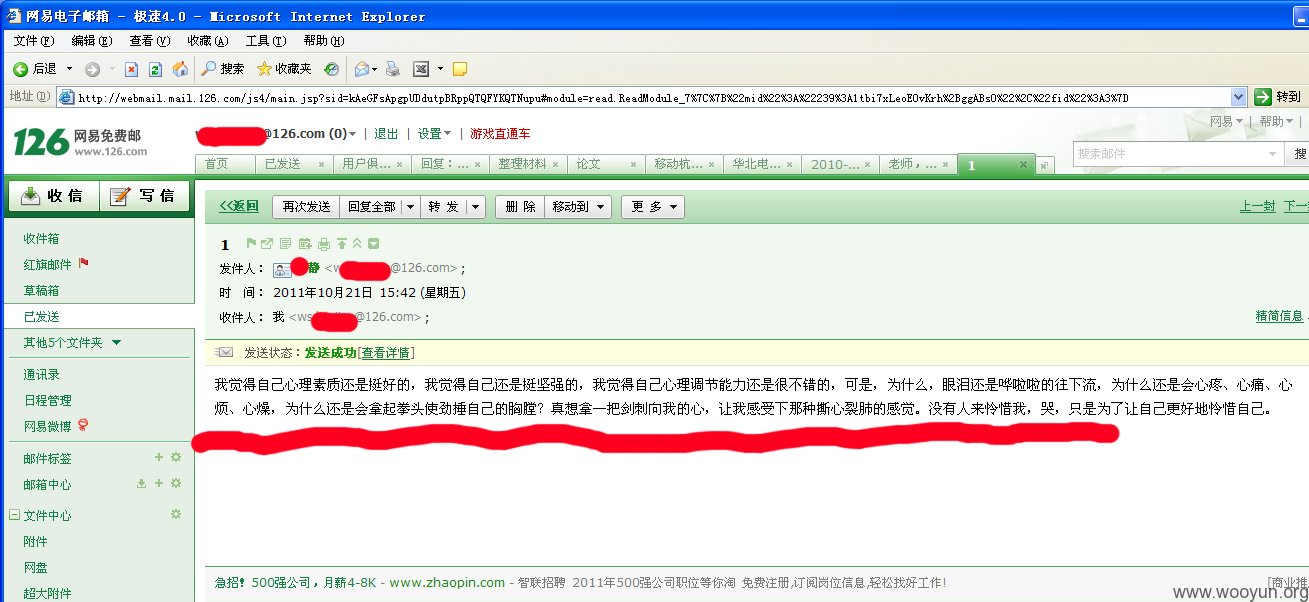 网易电子邮箱 - 极速4.0 - Microsoft Internet Explorer
文件(F) 编辑(E) 查看(V) 收藏(A) 工具(T) 帮助(H)
后退 搜索 收藏夹
地址(D) http://webmail.mail.126.com/js4/main.jsp?sid=kAeGFsApgpUDdutpBRppQTQFYKQTNupu#module=read.ReadModule_7%7C%7B%22mid%22%3A%22239%3A1tbi7xLeoEOvKrh%2BggABsO%22%2C%22fid%22%3A3%7D 转到
126 网易免费邮 www.126.com
@126.com (0) | 退出 | 设置 | 游戏直通车
网易 | 帮助 |
首页 已发送 用户俱... 回复：... 整理材料 论文 移动杭... 华北电... 2010-... 老师，... 1
搜索邮件 搜
收信 写信
<<返回 再次发送 回复全部 转 发 删 除 移动到 更 多 上一封 下一
收件箱
红旗邮件
草稿箱
已发送
其他5个文件夹
通讯录
日程管理
网易微博
邮件标签
邮箱中心
文件中心
附件
网盘
超大附件
1
发件人： 静 <w @126.com> ;
时 间： 2011年10月21日 15:42 (星期五)
收件人： 我 <ws @126.com> ;
精简信息
发送状态：发送成功[查看详情]
我觉得自己心理素质还是挺好的，我觉得自己还是挺坚强的，我觉得自己心理调节能力还是很不错的，可是，为什么，眼泪还是哗啦啦的往下流，为什么还是会心疼、心痛、心
烦、心燥，为什么还是会拿起拳头使劲捶自己的胸膛？真想拿一把剑刺向我的心，让我感受下那种撕心裂肺的感觉。没有人来怜惜我，哭，只是为了让自己更好地怜惜自己。
急招！500强公司，月薪4-8K - www.zhaopin.com - 智联招聘 2011年500强公司职位等你淘 免费注册,订阅岗位信息,轻松找好工作!
[商业推
www.wooyun.org